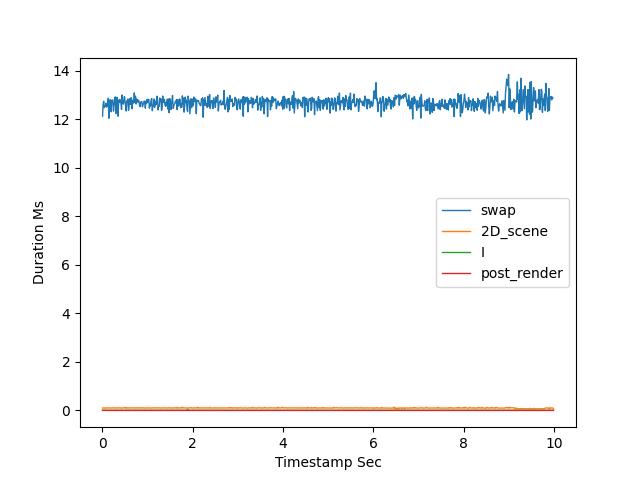 14
12
10
8
6
4
2
0
Duration Ms
swap
2D_scene
I
post_render
0 2 4 6 8 10
Timestamp Sec